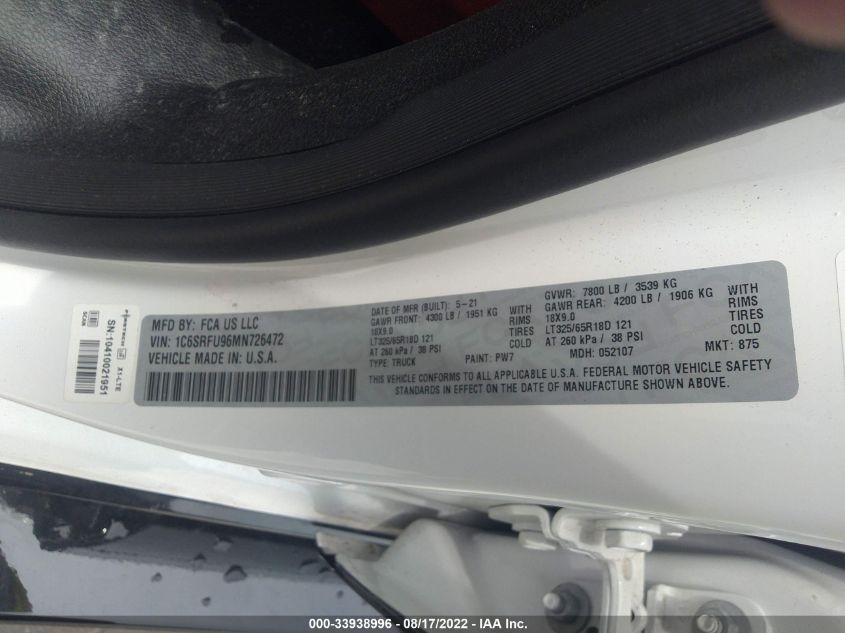 SN:10410021951
X1-LTE
SCAN
MFD BY: FCA US LLC
VIN: 1C6SRFU96MN726472
VEHICLE MADE IN U.S.A.
DATE OF MFR (BUILT): 5-21
GAWR FRONT: 4300 LB / 1951 KG WITH
18X9.0 RIMS
LT325/65R18D 121 TIRES
AT 260 kPa / 38 PSI COLD
TYPE: TRUCK PAINT: PW7
GVWR: 7800 LB / 3539 KG
GAWR REAR: 4200 LB / 1906 KG WITH
18X9.0 RIMS
LT325/65R18D 121 TIRES
AT 260 kPa / 38 PSI COLD
MDH: 052107 MKT: 875
THIS VEHICLE CONFORMS TO ALL APPLICABLE U.S.A. FEDERAL MOTOR VEHICLE SAFETY
STANDARDS IN EFFECT ON THE DATE OF MANUFACTURE SHOWN ABOVE.
000-33938996 - 08/17/2022 - IAA Inc.